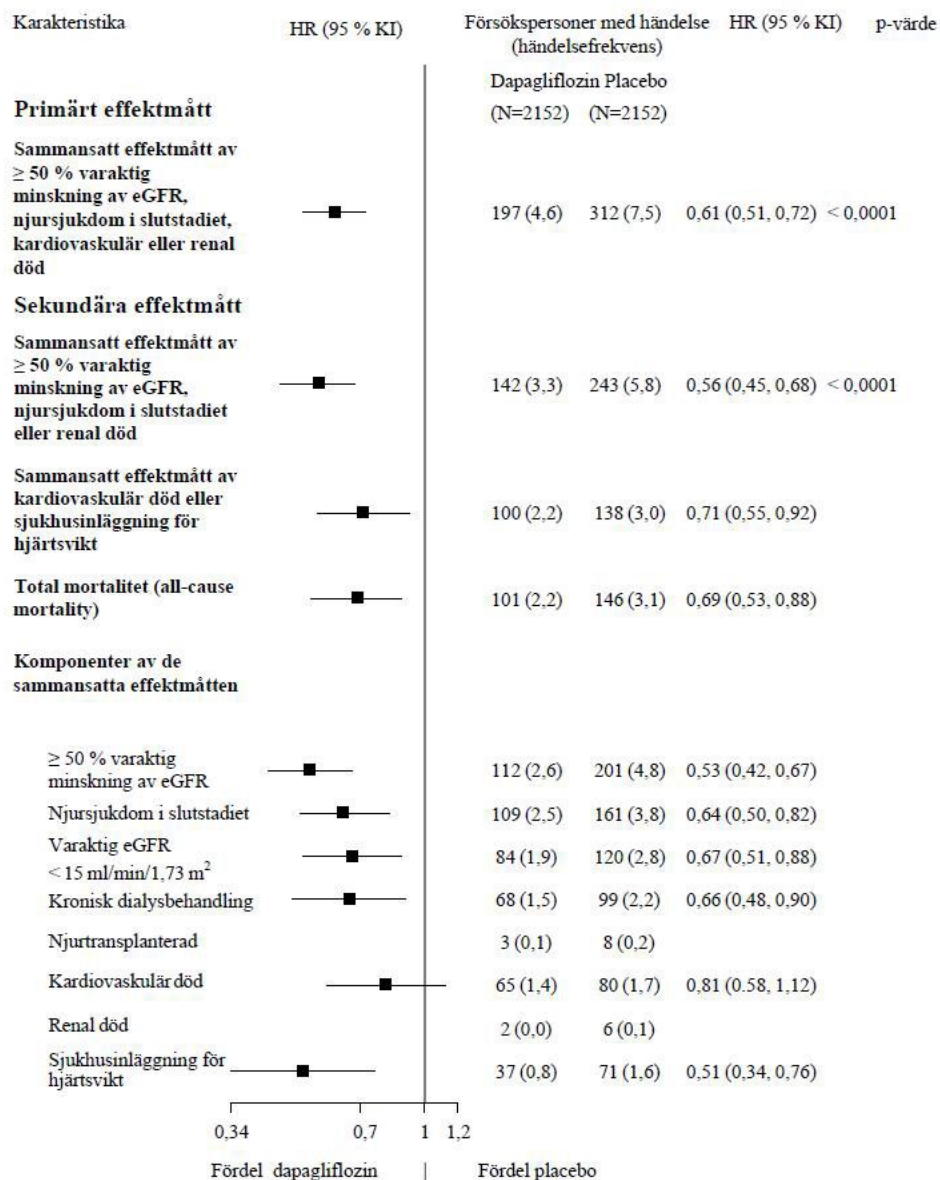 Karakteristika HR (95 % KI) Försökspersoner med händelse HR (95 % KI) p-värde
(händelsefrekvens)
Dapagliflozin Placebo
Primärt effektmått (N=2152) (N=2152)
Sammansatt effektmått av
≥ 50 % varaktig
minskning av eGFR,
njursjukdom i slutstadiet, 197 (4,6) 312 (7,5) 0,61 (0,51, 0,72) < 0,0001
kardiovaskulär eller renal
död
Sekundära effektmått
Sammansatt effektmått av
≥ 50 % varaktig
minskning av eGFR, 142 (3,3) 243 (5,8) 0,56 (0,45, 0,68) < 0,0001
njursjukdom i slutstadiet
eller renal död
Sammansatt effektmått av
kardiovaskulär död eller
sjukhusinläggning för 100 (2,2) 138 (3,0) 0,71 (0,55, 0,92)
hjärtsvikt
Total mortalitet (all-cause
mortality) 101 (2,2) 146 (3,1) 0,69 (0,53, 0,88)
Komponenter av de
sammansatta effektmåtten
≥ 50 % varaktig
minskning av eGFR 112 (2,6) 201 (4,8) 0,53 (0,42, 0,67)
Njursjukdom i slutstadiet 109 (2,5) 161 (3,8) 0,64 (0,50, 0,82)
Varaktig eGFR
< 15 ml/min/1,73 m² 84 (1,9) 120 (2,8) 0,67 (0,51, 0,88)
Kronisk dialysbehandling 68 (1,5) 99 (2,2) 0,66 (0,48, 0,90)
Njurtransplanterad 3 (0,1) 8 (0,2)
Kardiovaskulär död 65 (1,4) 80 (1,7) 0,81 (0.58, 1,12)
Renal död 2 (0,0) 6 (0,1)
Sjukhusinläggning för
hjärtsvikt 37 (0,8) 71 (1,6) 0,51 (0,34, 0,76)
0,34 0,7 1 1,2
Fördel dapagliflozin | Fördel placebo